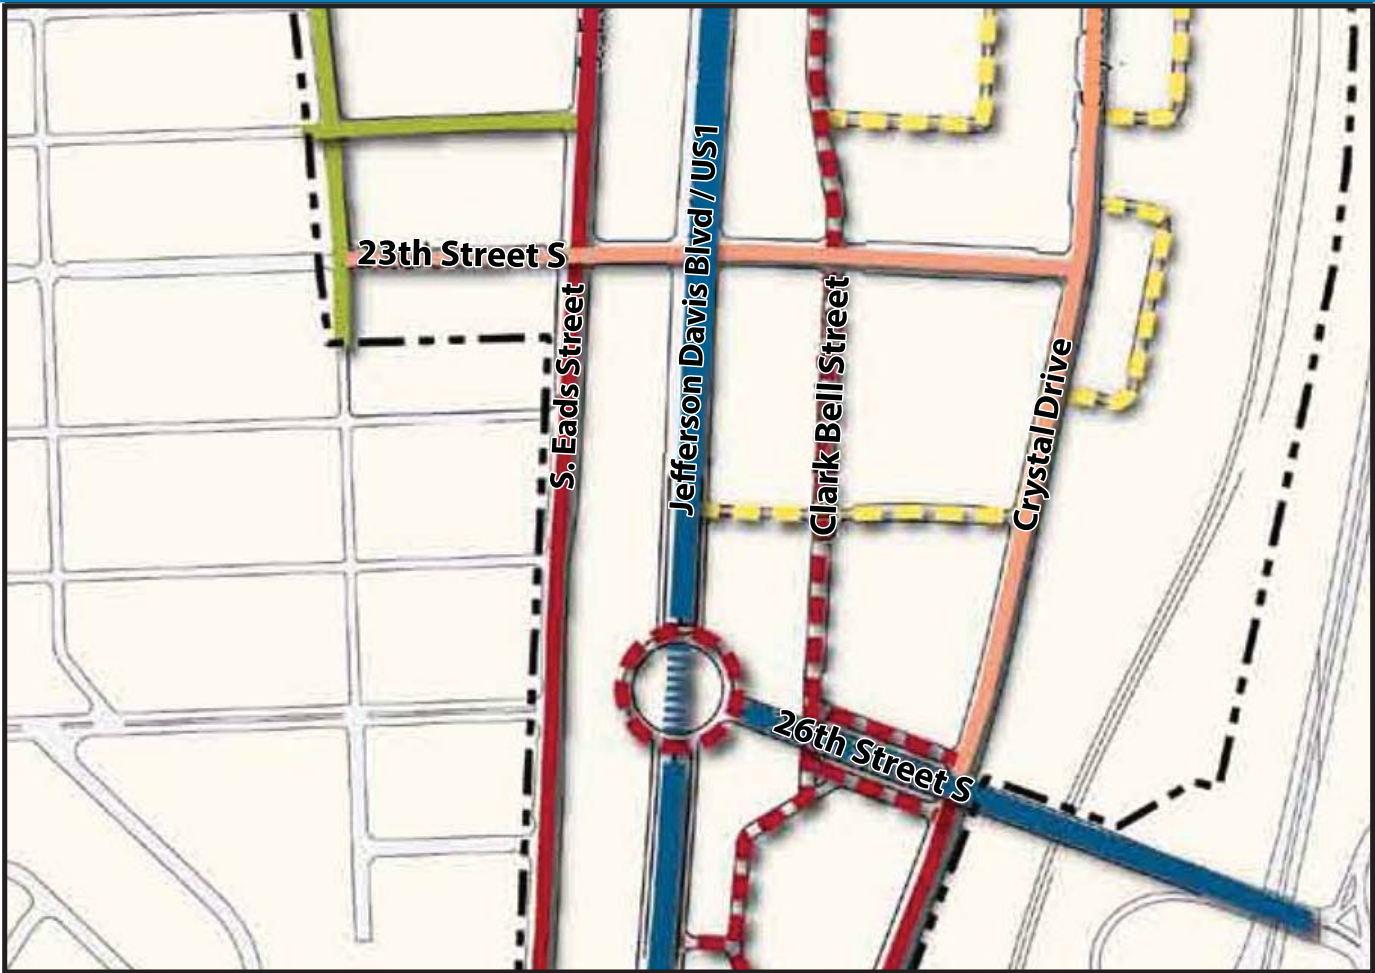 23th Street S
S. Eads Street
Jefferson Davis Blvd / US1
Clark Bell Street
Crystal Drive
26th Street S